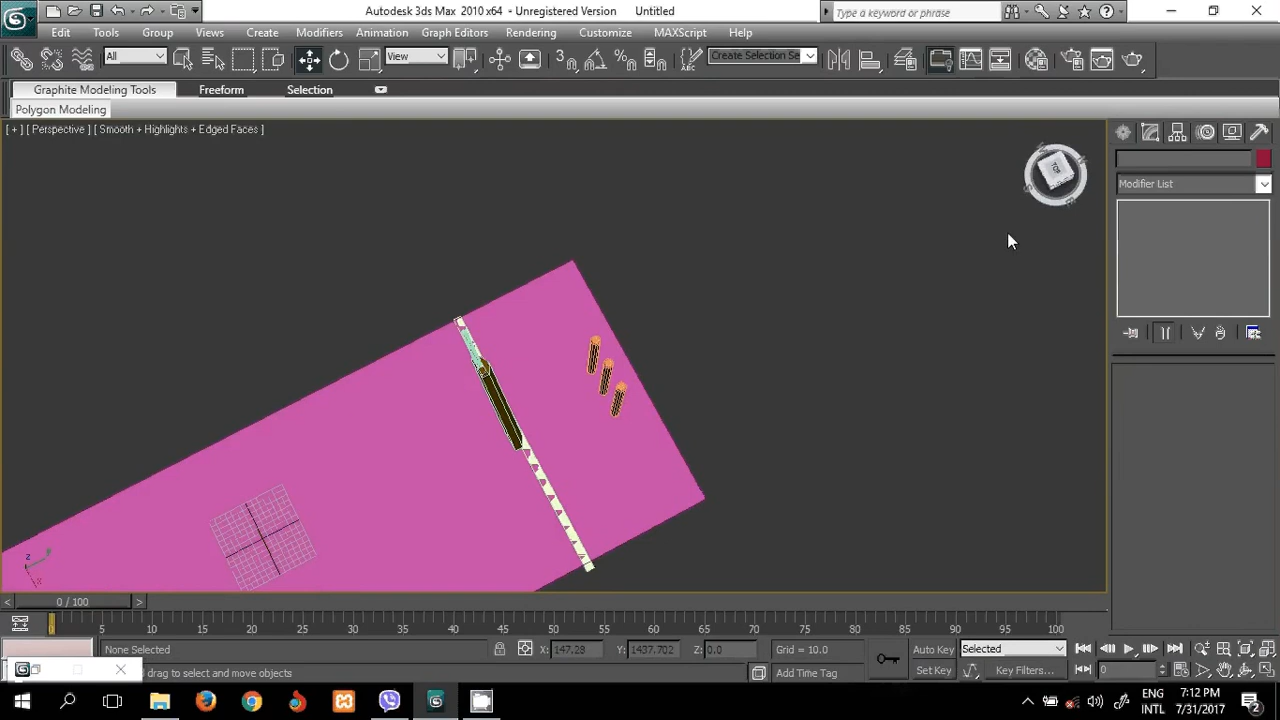 Autodesk 3ds Max 2010 x64 - Unregistered Version Untitled
Type a keyword or phrase
Edit Tools Group Views Create Modifiers Animation Graph Editors Rendering Customize MAXScript Help
All View Create Selection Se
Graphite Modeling Tools Freeform Selection
Polygon Modeling
[ + ] [ Perspective ] [ Smooth + Highlights + Edged Faces ]
TOP
Modifier List
z
x
0 / 100
0 5 10 15 20 25 30 35 40 45 50 55 60 65 70 75 80 85 90 95 100
None Selected X: 147.28 Y: 1437.702 Z: 0.0 Grid = 10.0 Auto Key Selected
drag to select and move objects Add Time Tag Set Key Key Filters... 0
ENG 7:12 PM
INTL 7/31/2017 2